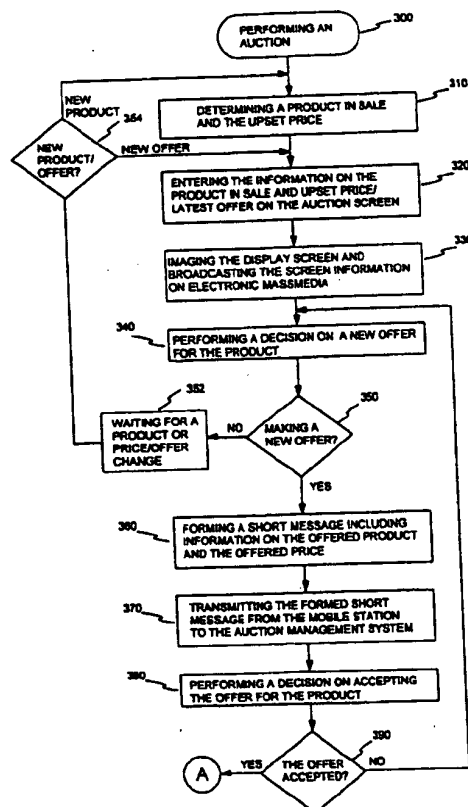 PERFORMING AN
AUCTION
300
NEW
PRODUCT
310
DETERMINING A PRODUCT IN SALE
AND THE UPSET PRICE
354
NEW
PRODUCT/
OFFER?
NEW OFFER
320
ENTERING THE INFORMATION ON THE
PRODUCT IN SALE AND UPSET PRICE/
LATEST OFFER ON THE AUCTION SCREEN
330
IMAGING THE DISPLAY SCREEN AND
BROADCASTING THE SCREEN INFORMATION
ON ELECTRONIC MASSMEDIA
340
PERFORMING A DECISION ON A NEW OFFER
FOR THE PRODUCT
352
350
WAITING FOR A
PRODUCT OR
PRICE/OFFER
CHANGE
NO
MAKING A
NEW OFFER?
YES
360
FORMING A SHORT MESSAGE INCLUDING
INFORMATION ON THE OFFERED PRODUCT
AND THE OFFERED PRICE
370
TRANSMITTING THE FORMED SHORT
MESSAGE FROM THE MOBILE STATION
TO THE AUCTION MANAGEMENT SYSTEM
380
PERFORMING A DECISION ON ACCEPTING
THE OFFER FOR THE PRODUCT
390
A
YES
THE OFFER
ACCEPTED?
NO